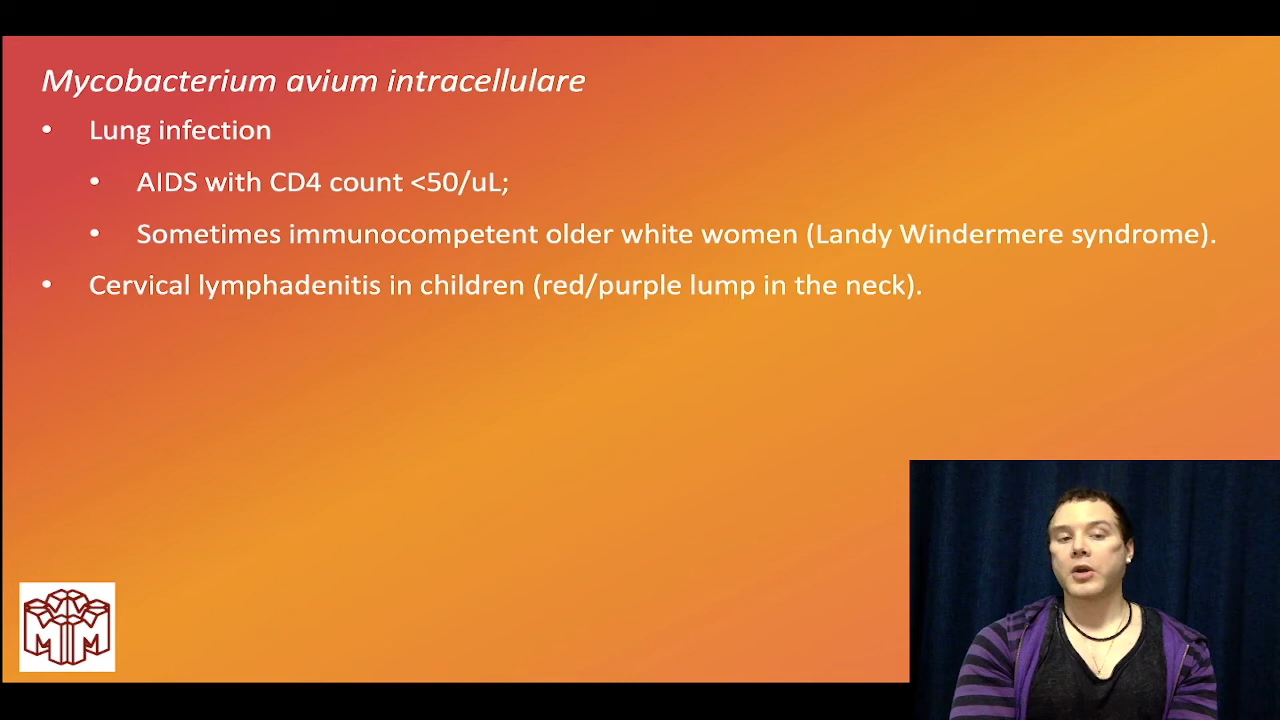 Mycobacterium avium intracellulare
• Lung infection
• AIDS with CD4 count <50/uL;
• Sometimes immunocompetent older white women (Landy Windermere syndrome).
• Cervical lymphadenitis in children (red/purple lump in the neck).
M M